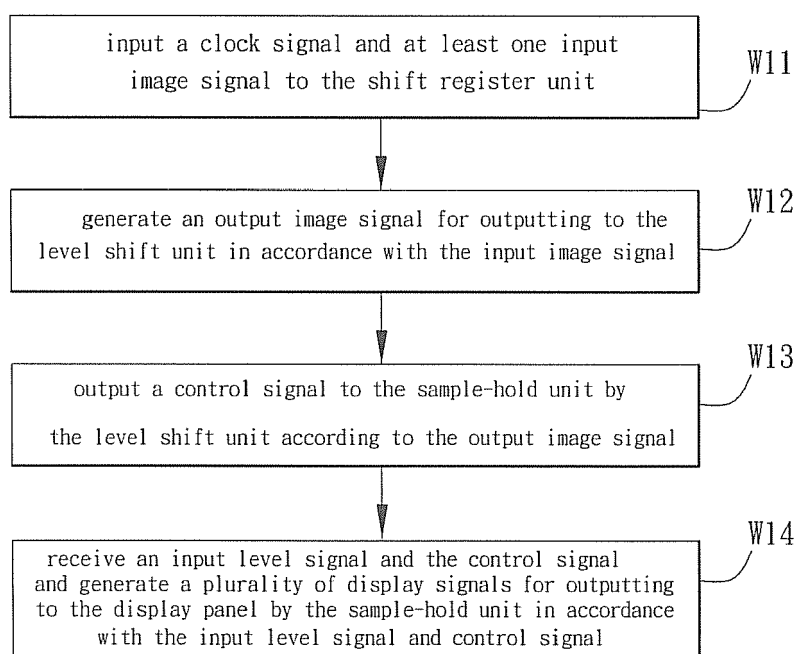 input a clock signal and at least one input
image signal to the shift register unit
W11
generate an output image signal for outputting to the
level shift unit in accordance with the input image signal
W12
output a control signal to the sample-hold unit by
the level shift unit according to the output image signal
W13
receive an input level signal and the control signal
and generate a plurality of display signals for outputting
to the display panel by the sample-hold unit in accordance
with the input level signal and control signal
W14